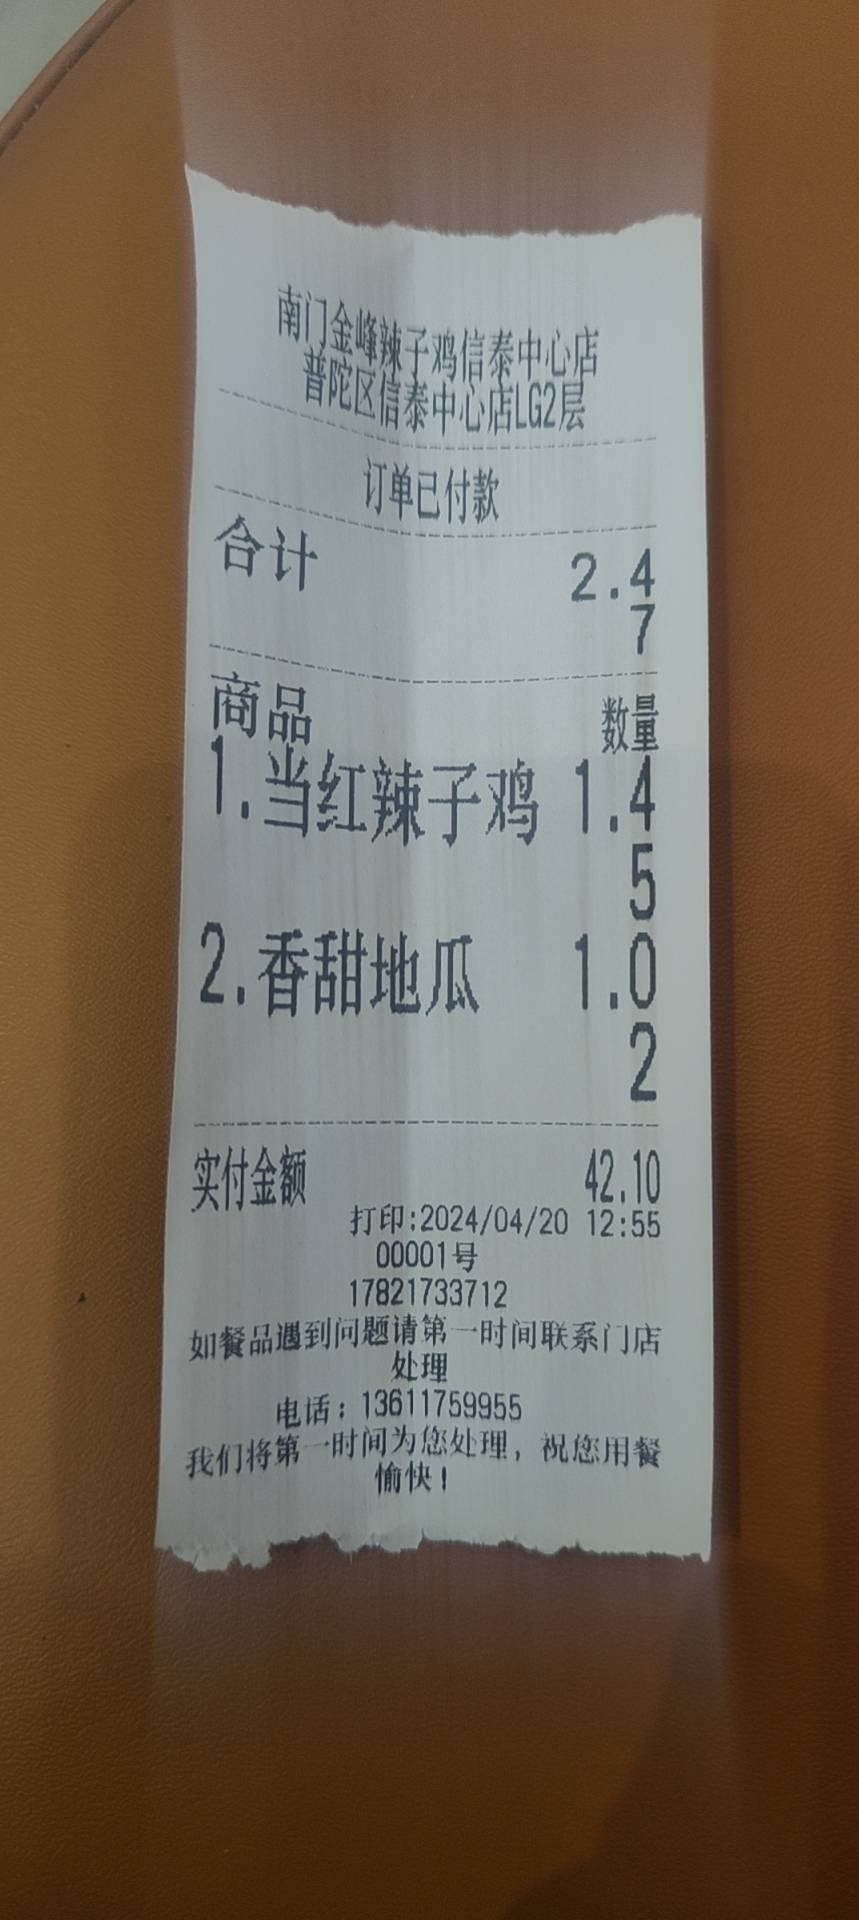 南门金峰辣子鸡信泰中心店
普陀区信泰中心店LG2层
订单已付款
合计 2.4
7
商品 数量
1.当红辣子鸡 1.4
5
2.香甜地瓜 1.0
2
实付金额 42.10
打印:2024/04/20 12:55
00001号
17821733712
如餐品遇到问题请第一时间联系门店
处理
电话：13611759955
我们将第一时间为您处理，祝您用餐
愉快！